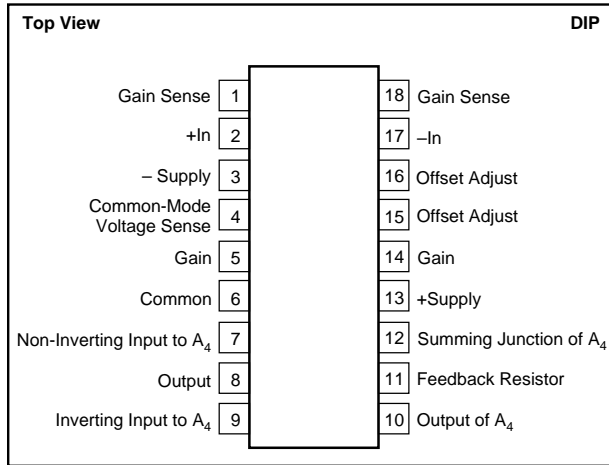 Top View DIP
Gain Sense 1 18 Gain Sense
+In 2 17 –In
– Supply 3 16 Offset Adjust
Common-Mode
Voltage Sense 4 15 Offset Adjust
Gain 5 14 Gain
Common 6 13 +Supply
Non-Inverting Input to A4 7 12 Summing Junction of A4
Output 8 11 Feedback Resistor
Inverting Input to A4 9 10 Output of A4